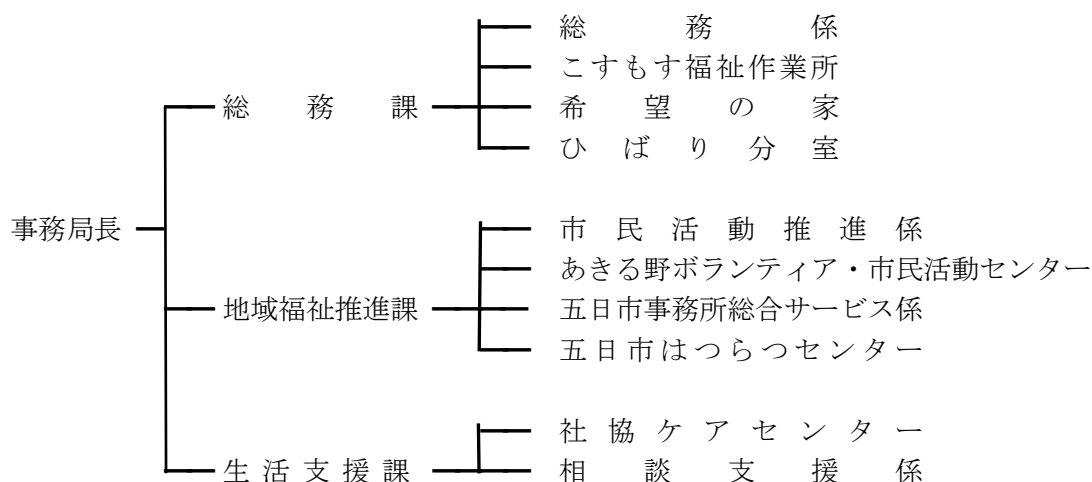 総務係
こすもす福祉作業所
総務課
希望の家
ひばり分室
事務局長
市民活動推進係
あきる野ボランティア・市民活動センター
地域福祉推進課
五日市事務所総合サービス係
五日市はつらつセンター
社協ケアセンター
生活支援課
相談支援係